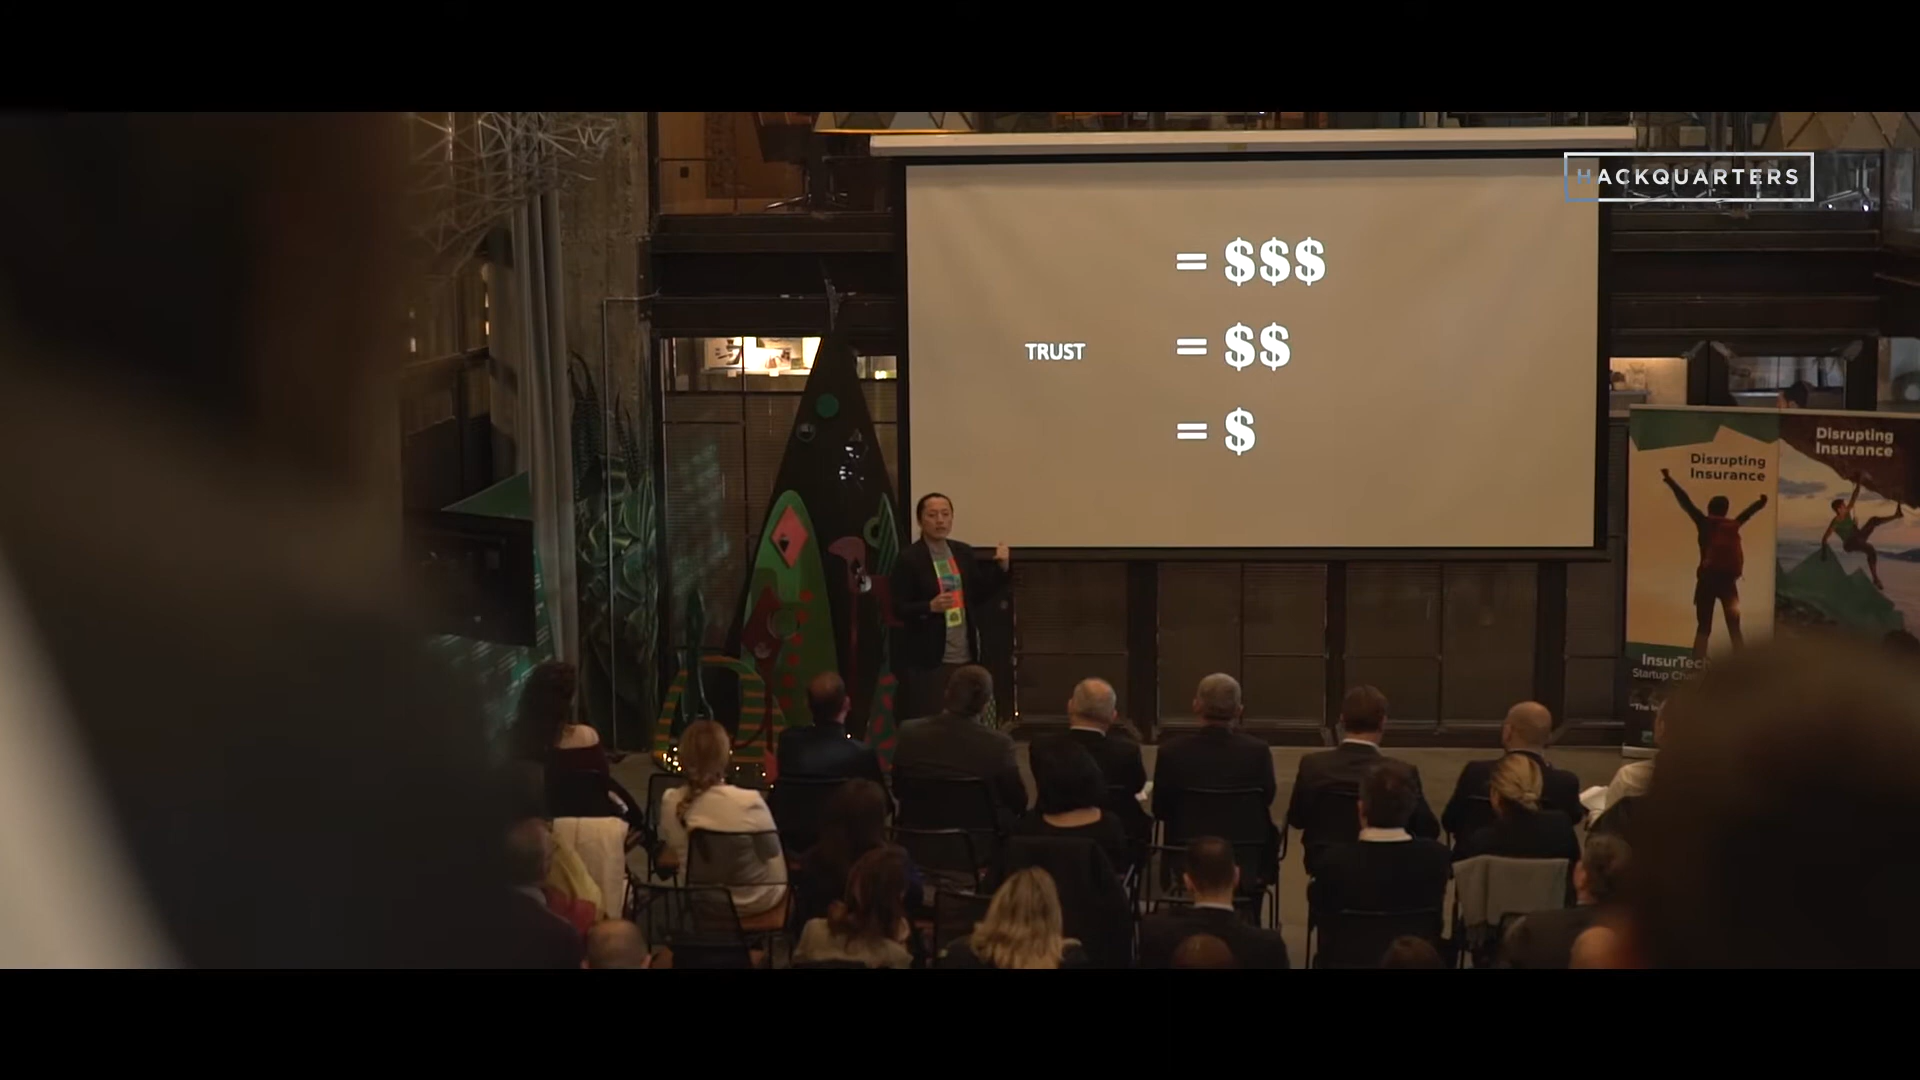 HACKQUARTERS
= $$$
TRUST = $$
= $
Disrupting
Insurance
Disrupting
Insurance
InsurTech